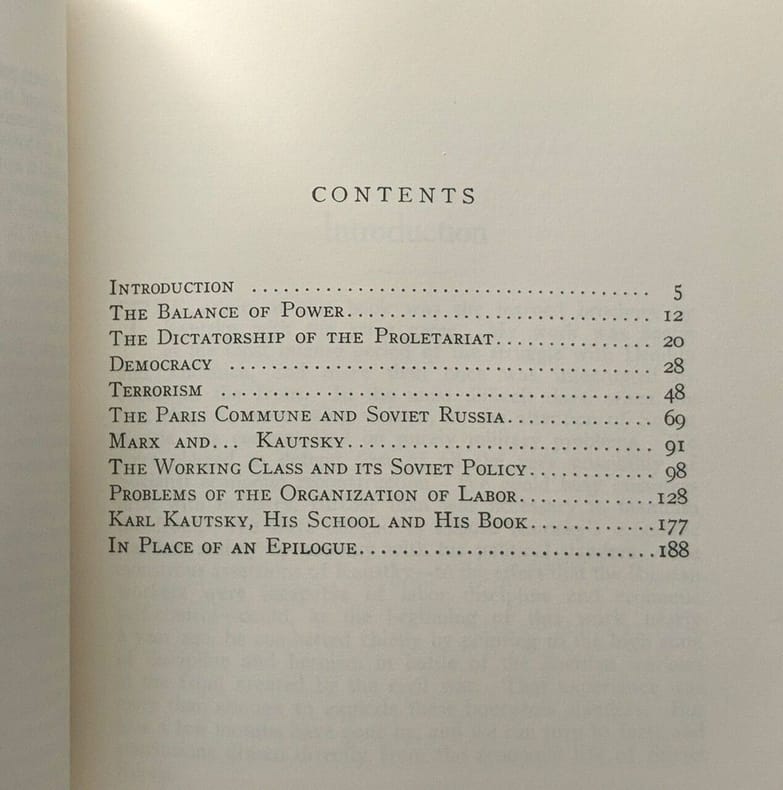 CONTENTS
INTRODUCTION ...................................... 5
THE BALANCE OF POWER.............................. 12
THE DICTATORSHIP OF THE PROLETARIAT............... 20
DEMOCRACY ........................................ 28
TERRORISM ........................................ 48
THE PARIS COMMUNE AND SOVIET RUSSIA.............. 69
MARX AND... KAUTSKY.............................. 91
THE WORKING CLASS AND ITS SOVIET POLICY............ 98
PROBLEMS OF THE ORGANIZATION OF LABOR.............128
KARL KAUTSKY, HIS SCHOOL AND HIS BOOK............177
IN PLACE OF AN EPILOGUE............................188